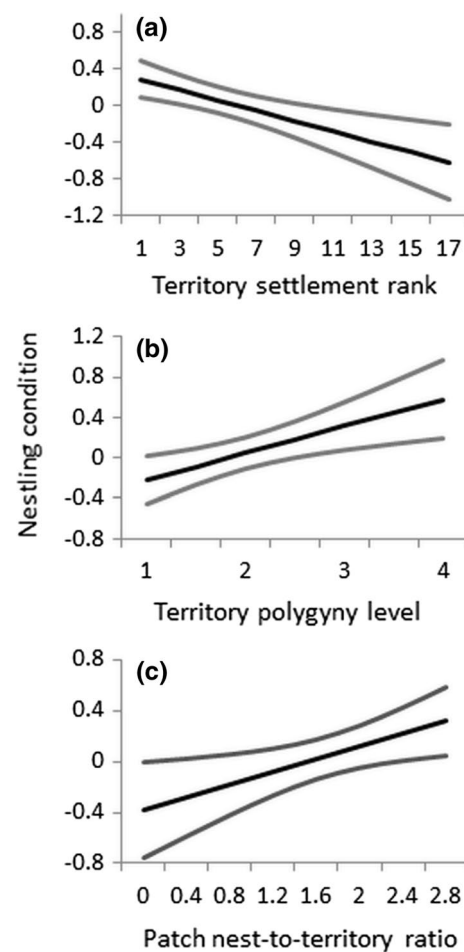 (a)
0.8
0.4
0
-0.4
-0.8
-1.2
1 3 5 7 9 11 13 15 17
Territory settlement rank
Nestling condition
(b)
1.2
0.8
0.4
0
-0.4
-0.8
1 2 3 4
Territory polygyny level
(c)
0.8
0.4
0
-0.4
-0.8
0 0.4 0.8 1.2 1.6 2 2.4 2.8
Patch nest-to-territory ratio